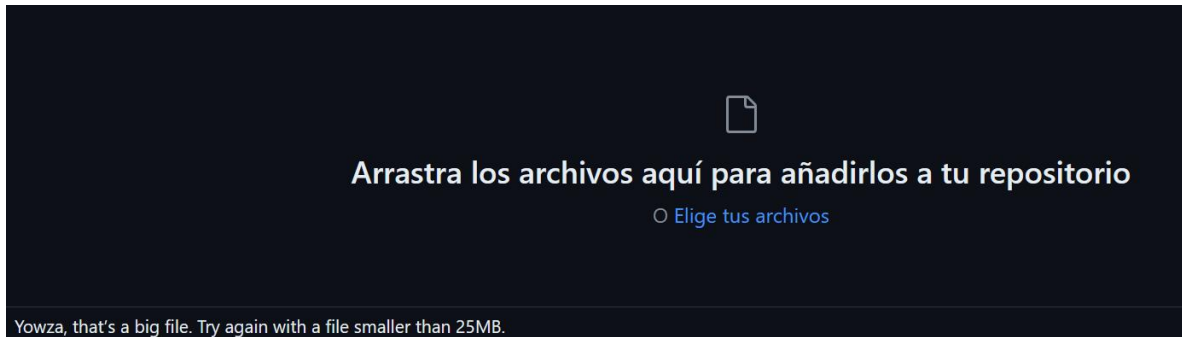 Arrastra los archivos aquí para añadirlos a tu repositorio
O Elige tus archivos
Yowza, that’s a big file. Try again with a file smaller than 25MB.